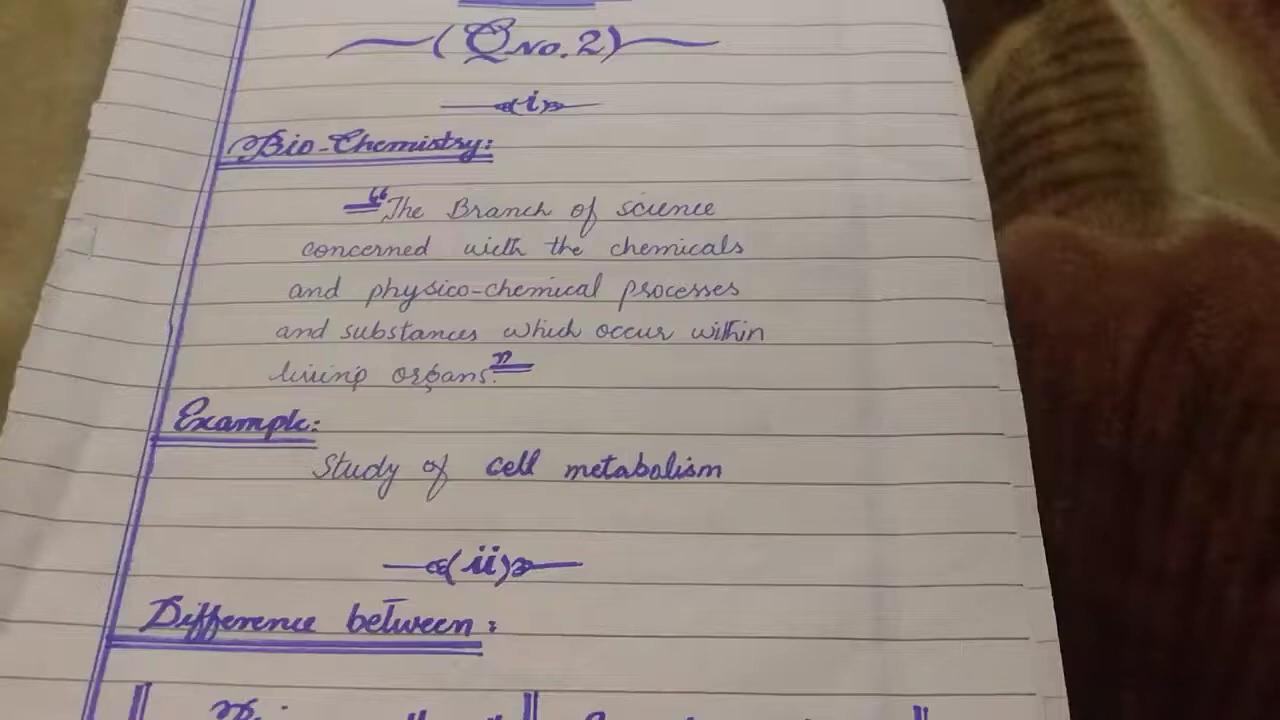 (Q No. 2)
(i)
Bio-Chemistry:
"The Branch of science
concerned with the chemicals
and physico-chemical processes
and substances which occur within
living organs."
Example:
Study of cell metabolism
(ii)
Difference between: